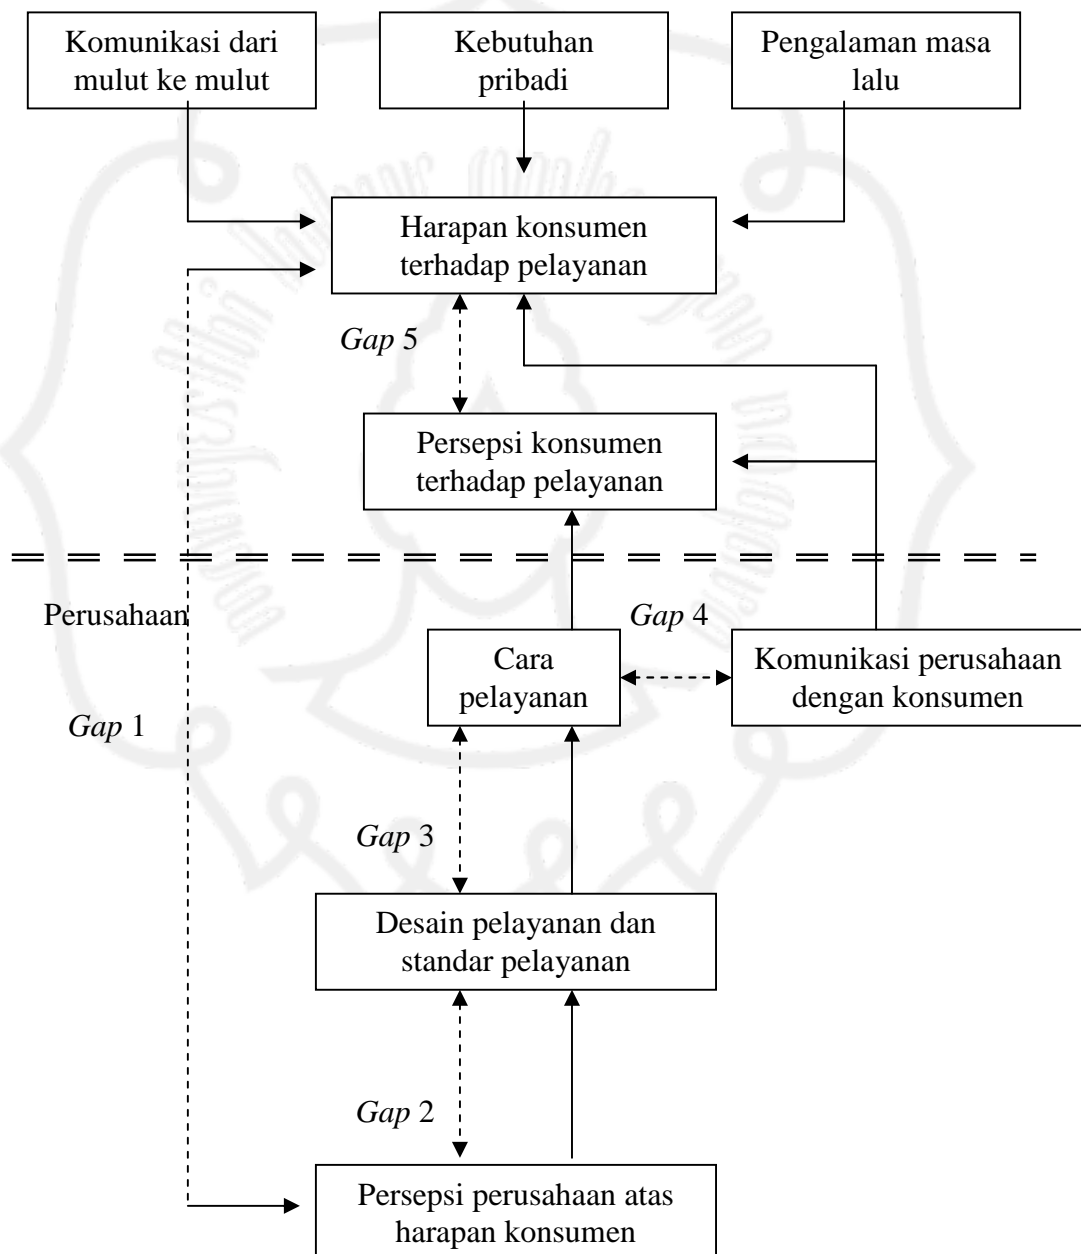 Komunikasi dari
mulut ke mulut
Kebutuhan
pribadi
Pengalaman masa
lalu
Harapan konsumen
terhadap pelayanan
Gap 5
Persepsi konsumen
terhadap pelayanan
Perusahaan
Gap 4
Cara
pelayanan
Komunikasi perusahaan
dengan konsumen
Gap 1
Gap 3
Desain pelayanan dan
standar pelayanan
Gap 2
Persepsi perusahaan atas
harapan konsumen